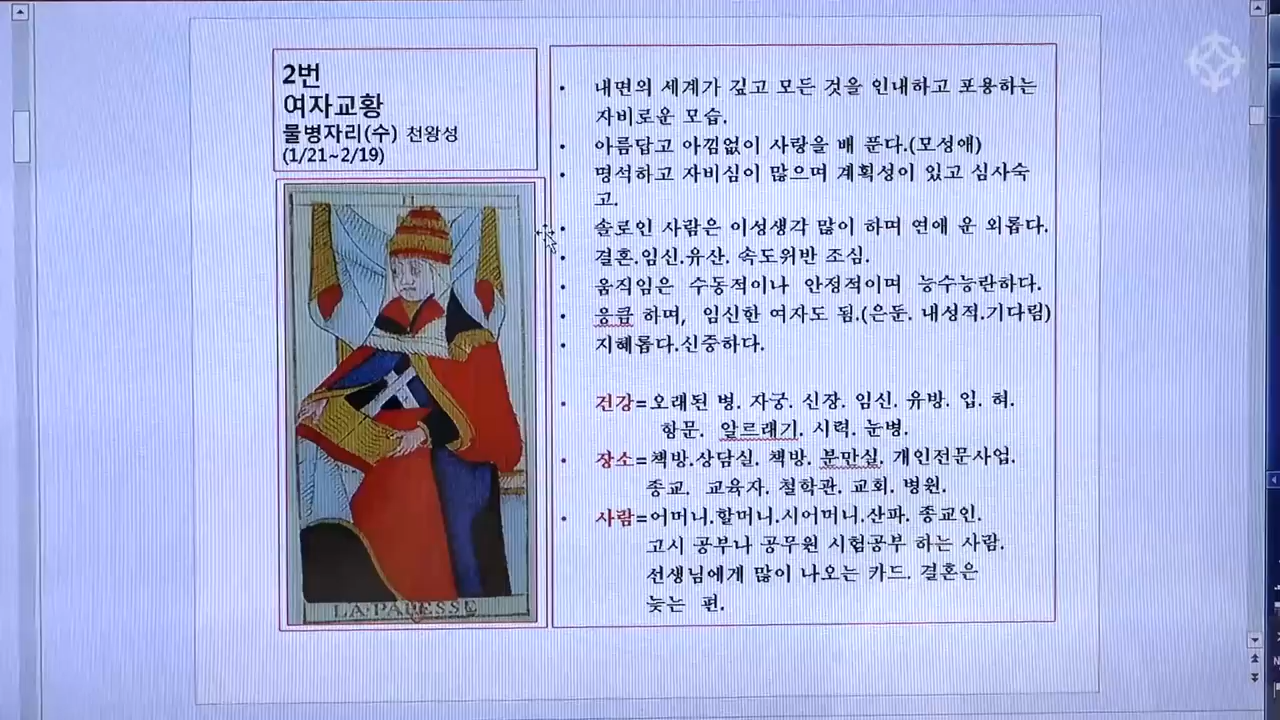 2번
여자교황
물병자리(수) 천왕성
(1/21~2/19)
II
LA·PAPESSE
• 내면의 세계가 깊고 모든 것을 인내하고 포용하는
자비로운 모습.
• 아름답고 아낌없이 사랑을 배 푼다.(모성애)
• 명석하고 자비심이 많으며 계획성이 있고 심사숙
고.
• 솔로인 사람은 이성생각 많이 하며 연애 운 외롭다.
• 결혼.임신.유산. 속도위반 조심.
• 움직임은 수동적이나 안정적이며 능수능란하다.
• 응큼 하며, 임신한 여자도 됨.(은둔. 내성적.기다림)
• 지혜롭다.신중하다.
• 건강=오래된 병. 자궁. 신장. 임신. 유방. 입. 혀.
항문. 알르래기. 시력. 눈병.
• 장소=책방.상담실. 책방. 분만실. 개인전문사업.
종교. 교육자. 철학관. 교회. 병원.
• 사람=어머니.할머니.시어머니.산파. 종교인.
고시 공부나 공무원 시험공부 하는 사람.
선생님에게 많이 나오는 카드. 결혼은
늦는 편.